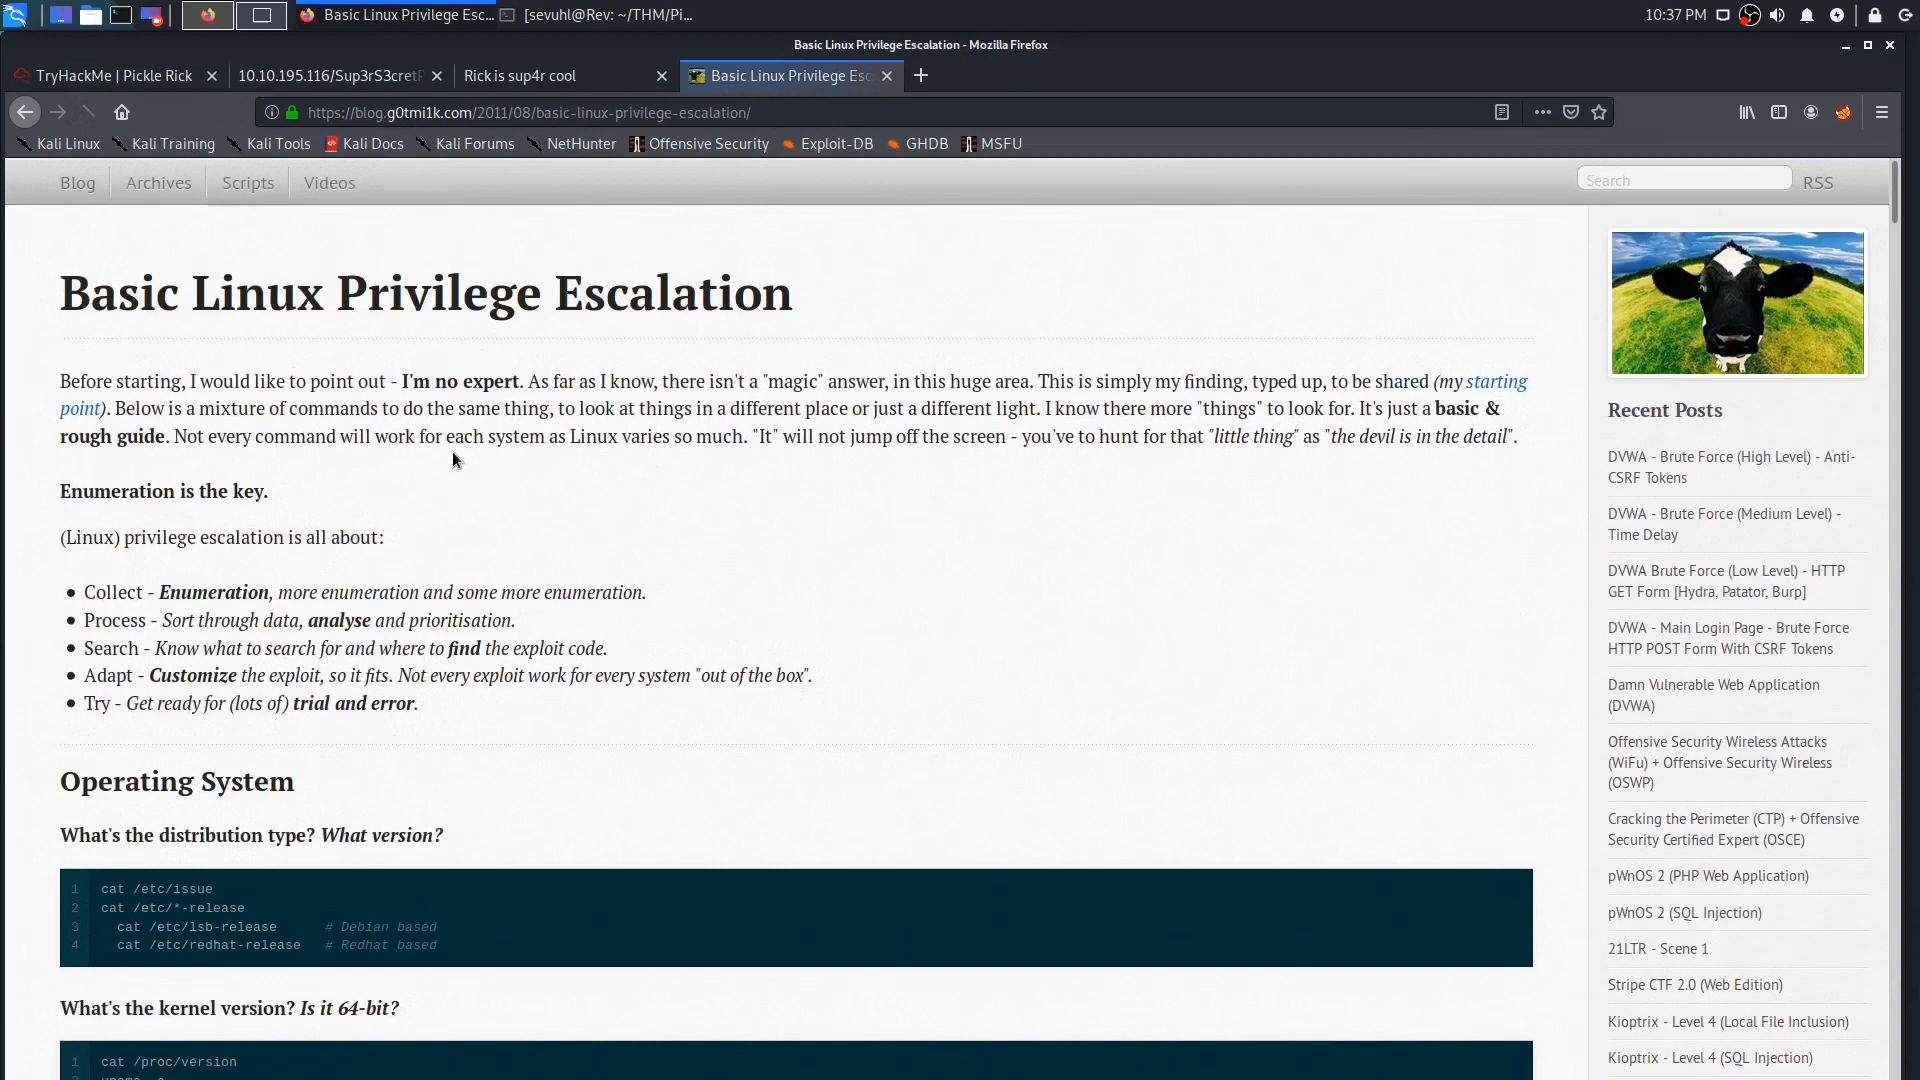 Basic Linux Privilege Esc...
[sevuhl@Rev: ~/THM/Pi...
10:37 PM
Basic Linux Privilege Escalation - Mozilla Firefox
TryHackMe | Pickle Rick
10.10.195.116/Sup3rS3cretP
Rick is sup4r cool
Basic Linux Privilege Esc
https://blog.g0tmi1k.com/2011/08/basic-linux-privilege-escalation/
Kali Linux
Kali Training
Kali Tools
Kali Docs
Kali Forums
NetHunter
Offensive Security
Exploit-DB
GHDB
MSFU
Blog
Archives
Scripts
Videos
Search
RSS
Basic Linux Privilege Escalation
Before starting, I would like to point out - I'm no expert. As far as I know, there isn't a "magic" answer, in this huge area. This is simply my finding, typed up, to be shared (my starting
point). Below is a mixture of commands to do the same thing, to look at things in a different place or just a different light. I know there more "things" to look for. It's just a basic &
rough guide. Not every command will work for each system as Linux varies so much. "It" will not jump off the screen - you've to hunt for that "little thing" as "the devil is in the detail".
Enumeration is the key.
(Linux) privilege escalation is all about:
• Collect - Enumeration, more enumeration and some more enumeration.
• Process - Sort through data, analyse and prioritisation.
• Search - Know what to search for and where to find the exploit code.
• Adapt - Customize the exploit, so it fits. Not every exploit work for every system "out of the box".
• Try - Get ready for (lots of) trial and error.
Operating System
What's the distribution type? What version?
1 cat /etc/issue
2 cat /etc/*-release
3 cat /etc/lsb-release # Debian based
4 cat /etc/redhat-release # Redhat based
What's the kernel version? Is it 64-bit?
1 cat /proc/version
Recent Posts
DVWA - Brute Force (High Level) - Anti-
CSRF Tokens
DVWA - Brute Force (Medium Level) -
Time Delay
DVWA Brute Force (Low Level) - HTTP
GET Form [Hydra, Patator, Burp]
DVWA - Main Login Page - Brute Force
HTTP POST Form With CSRF Tokens
Damn Vulnerable Web Application
(DVWA)
Offensive Security Wireless Attacks
(WiFu) + Offensive Security Wireless
(OSWP)
Cracking the Perimeter (CTP) + Offensive
Security Certified Expert (OSCE)
pWnOS 2 (PHP Web Application)
pWnOS 2 (SQL Injection)
21LTR - Scene 1
Stripe CTF 2.0 (Web Edition)
Kioptrix - Level 4 (Local File Inclusion)
Kioptrix - Level 4 (SQL Injection)